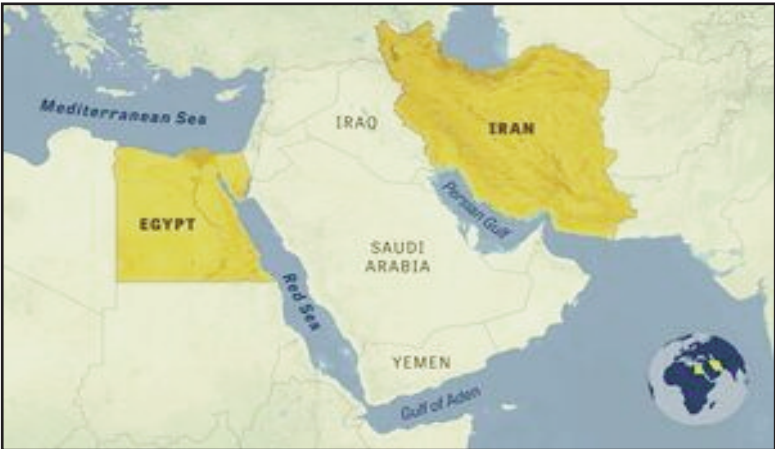 Mediterranean Sea
IRAQ
IRAN
Persian Gulf
EGYPT
SAUDI
ARABIA
Red Sea
YEMEN
Gulf of Aden